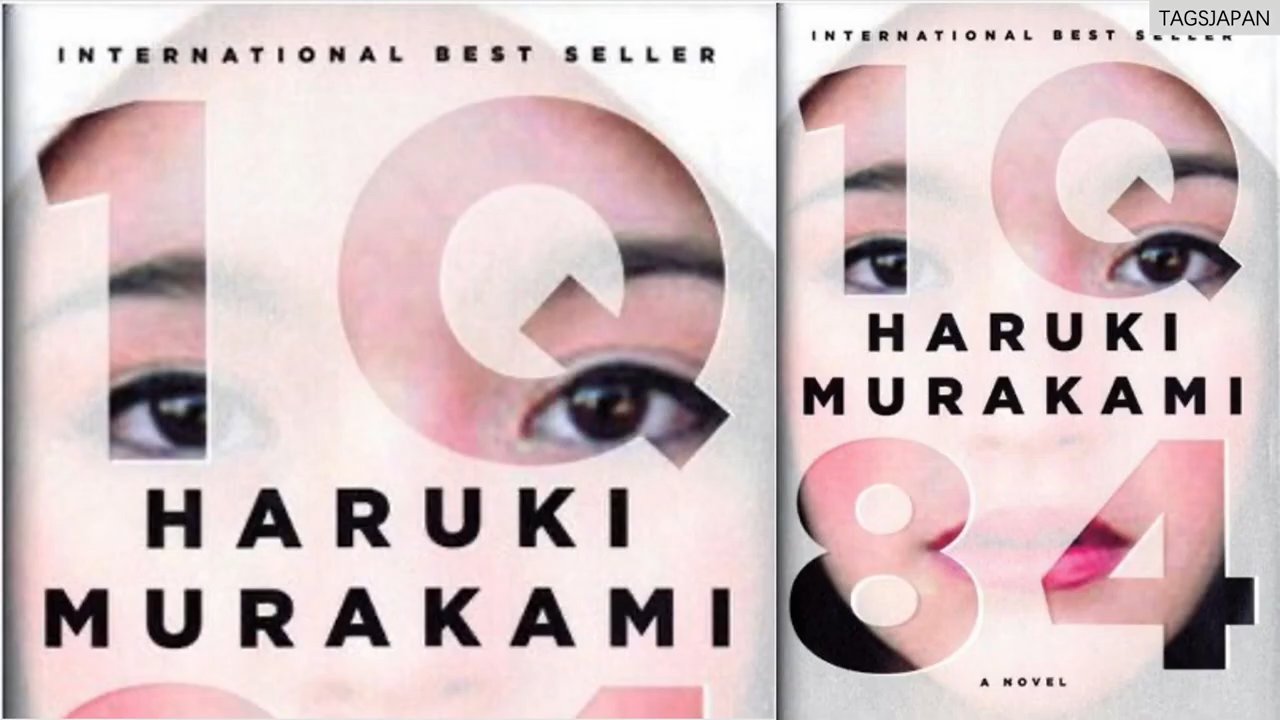 INTERNATIONAL BEST SELLER
1Q
HARUKI
MURAKAMI
TAGSJAPAN
INTERNATIONAL BEST SELLER
1Q
HARUKI
MURAKAMI
84
A NOVEL